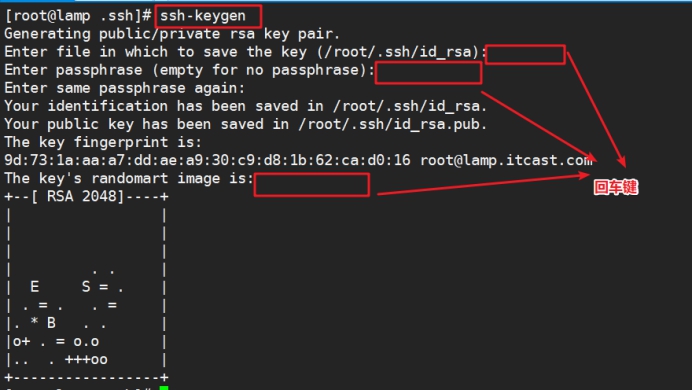 [root@lamp .ssh]# ssh-keygen
Generating public/private rsa key pair.
Enter file in which to save the key (/root/.ssh/id_rsa):
Enter passphrase (empty for no passphrase):
Enter same passphrase again:
Your identification has been saved in /root/.ssh/id_rsa.
Your public key has been saved in /root/.ssh/id_rsa.pub.
The key fingerprint is:
9d:73:1a:aa:a7:dd:ae:a9:30:c9:d8:1b:62:ca:d0:16 root@lamp.itcast.com
The key's randomart image is:
回车键
+--[ RSA 2048]----+
|                 |
|                 |
|                 |
|         . .     |
|  E     S = .    |
| . = .   . =     |
|. * B   . .      |
|o+ . = o.o       |
|..  . +++oo      |
+-----------------+